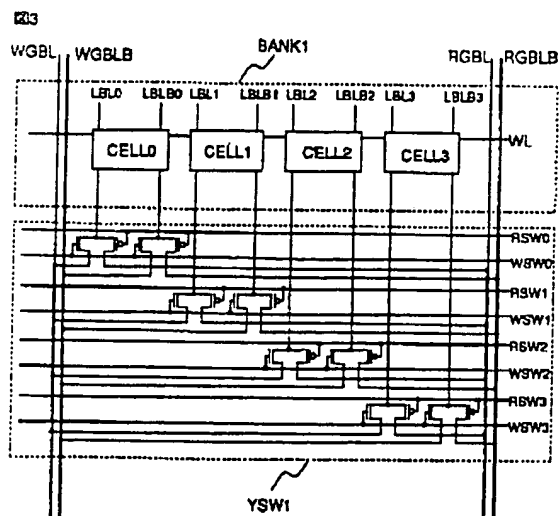 図3
WGBL WGBLB BANK1 RGBL RGBLB
LBL0 LBLB0 LBL1 LBLB1 LBL2 LBLB2 LBL3 LBLB3
CELL0 CELL1 CELL2 CELL3 WL
RSW0
WSW0
RSW1
WSW1
RSW2
WSW2
RSW3
WSW3
YSW1